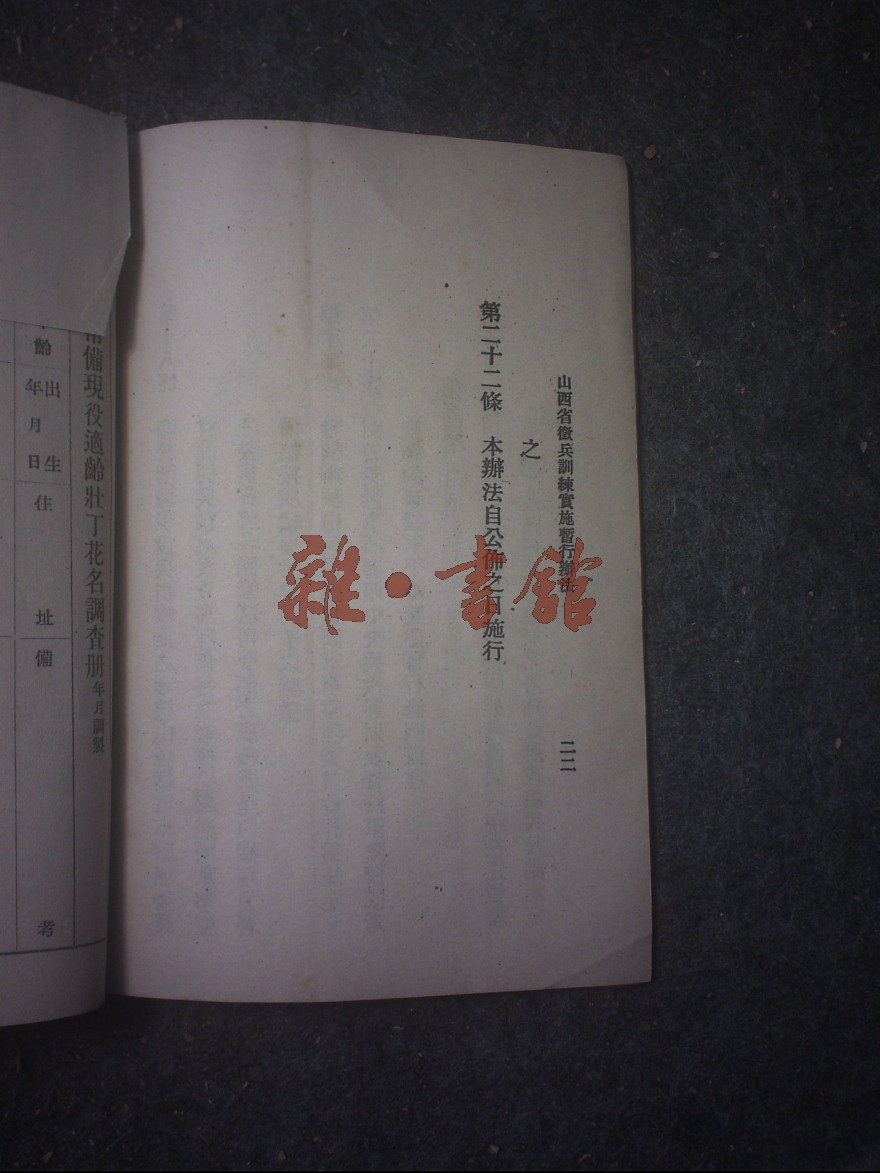 山西省徵兵訓練實施暫行辦法
二二
之
第二十二條 本辦法自公佈之日施行
備現役適齡壯丁花名調查册 年 月 調製
齡
出生年月日
住址
備考
雜·書館